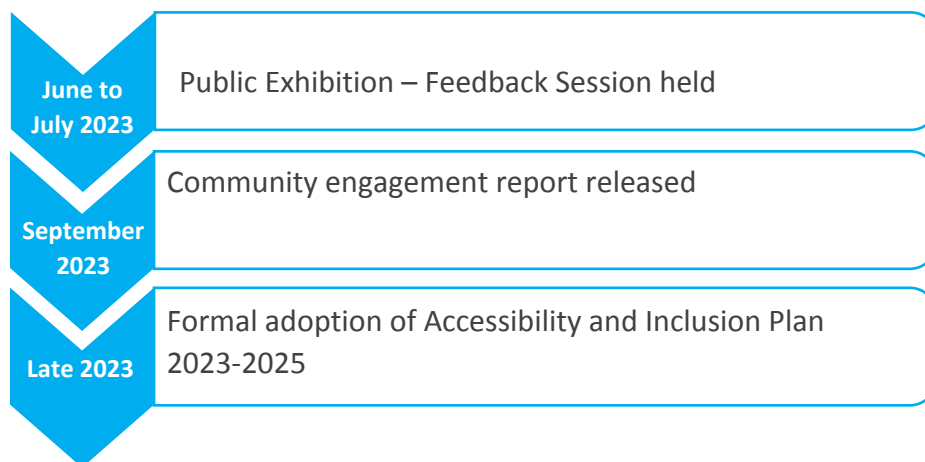 June to
July 2023
Public Exhibition – Feedback Session held
September
2023
Community engagement report released
Late 2023
Formal adoption of Accessibility and Inclusion Plan
2023-2025